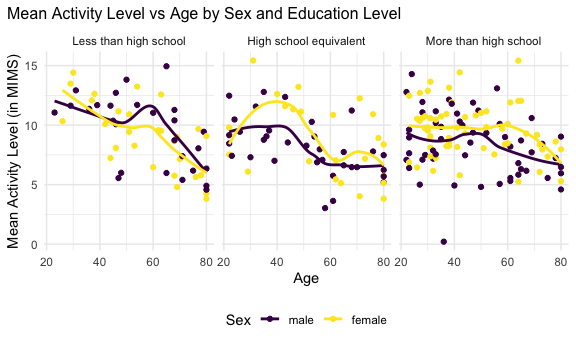 Mean Activity Level vs Age by Sex and Education Level
Less than high school
High school equivalent
More than high school
Mean Activity Level (in MIMS)
15
10
5
0
20 40 60 80
20 40 60 80
20 40 60 80
Age
Sex male female